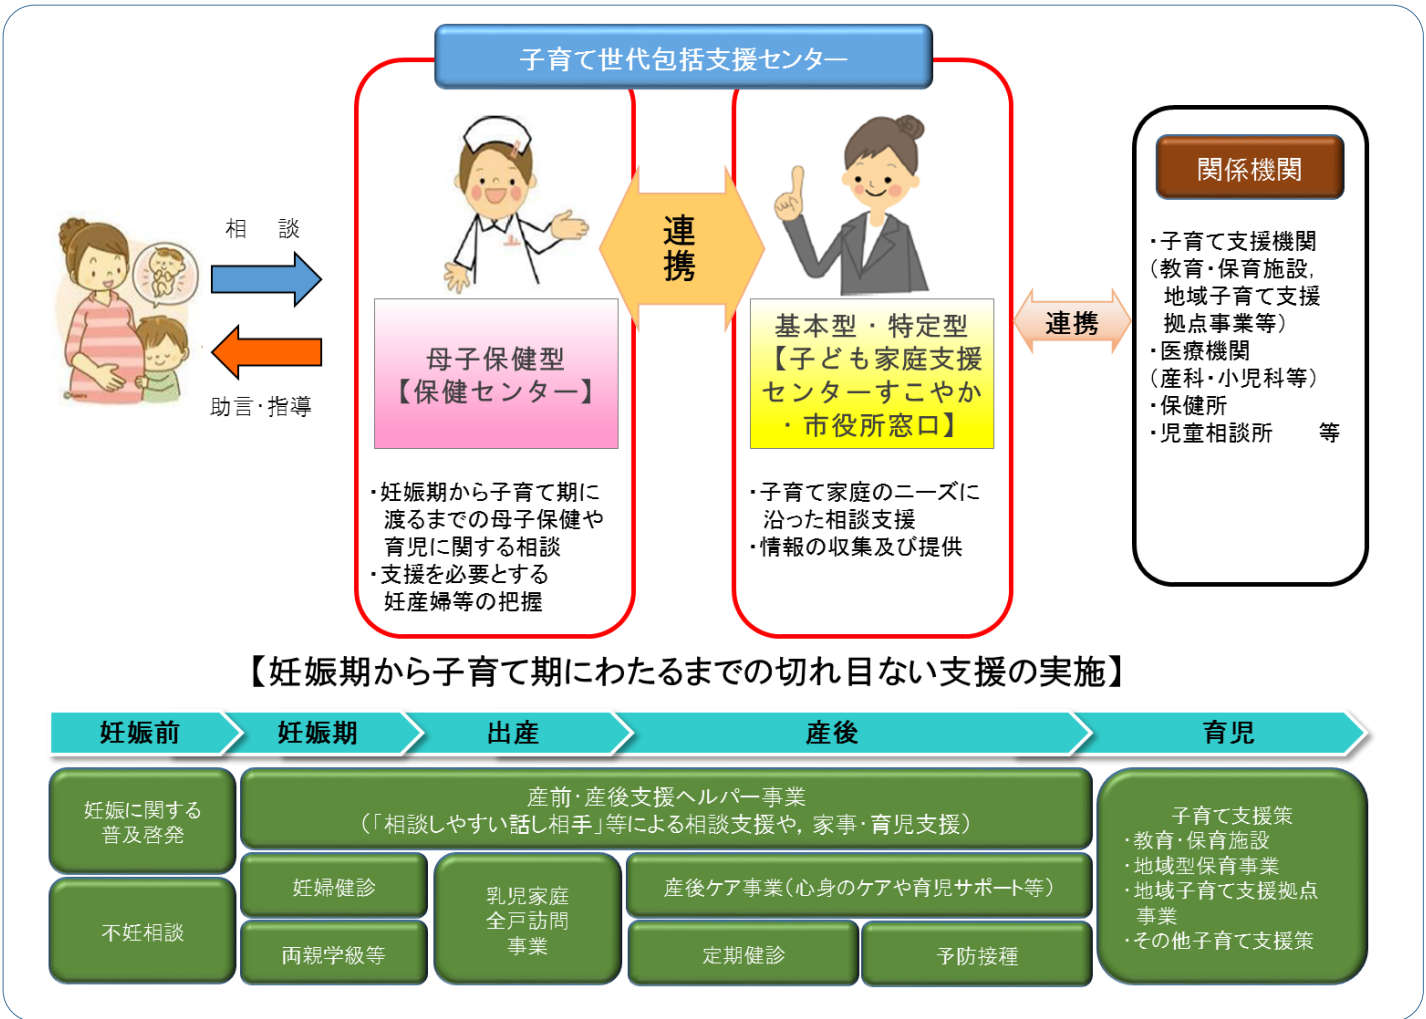 子育て世代包括支援センター
相　談
助言・指導
連
携
母子保健型
【保健センター】
・妊娠期から子育て期に
渡るまでの母子保健や
育児に関する相談
・支援を必要とする
妊産婦等の把握
基本型・特定型
【子ども家庭支援
センターすこやか
・市役所窓口】
・子育て家庭のニーズに
沿った相談支援
・情報の収集及び提供
連携
関係機関
・子育て支援機関
(教育・保育施設,
地域子育て支援
拠点事業等)
・医療機関
(産科・小児科等)
・保健所
・児童相談所　　等
【妊娠期から子育て期にわたるまでの切れ目ない支援の実施】
妊娠前
妊娠期
出産
産後
育児
妊娠に関する
普及啓発
不妊相談
産前・産後支援ヘルパー事業
(「相談しやすい話し相手」等による相談支援や, 家事・育児支援)
妊婦健診
両親学級等
乳児家庭
全戸訪問
事業
産後ケア事業(心身のケアや育児サポート等)
定期健診
予防接種
子育て支援策
・教育・保育施設
・地域型保育事業
・地域子育て支援拠点
事業
・その他子育て支援策